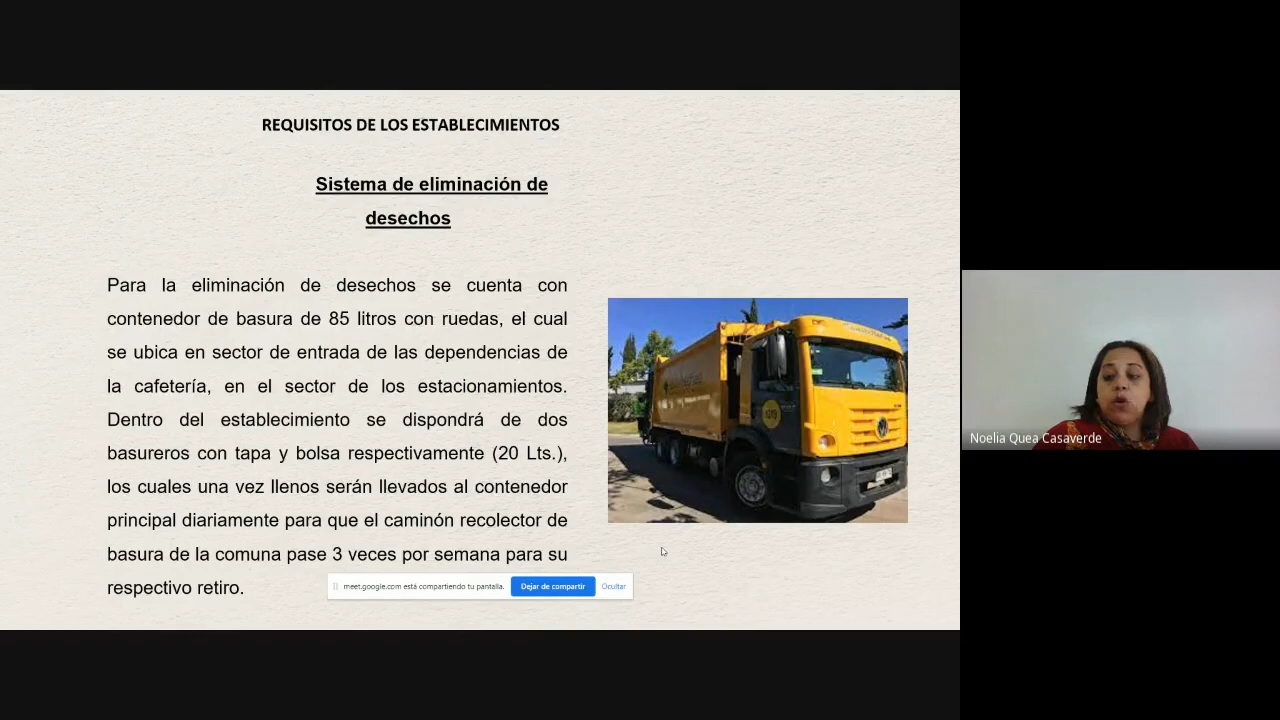 REQUISITOS DE LOS ESTABLECIMIENTOS
Sistema de eliminación de
desechos
Para la eliminación de desechos se cuenta con
contenedor de basura de 85 litros con ruedas, el cual
se ubica en sector de entrada de las dependencias de
la cafetería, en el sector de los estacionamientos.
Dentro del establecimiento se dispondrá de dos
basureros con tapa y bolsa respectivamente (20 Lts.),
los cuales una vez llenos serán llevados al contenedor
principal diariamente para que el caminón recolector de
basura de la comuna pase 3 veces por semana para su
respectivo retiro.
meet.google.com está compartiendo tu pantalla.
Dejar de compartir
Ocultar
Noelia Quea Casaverde